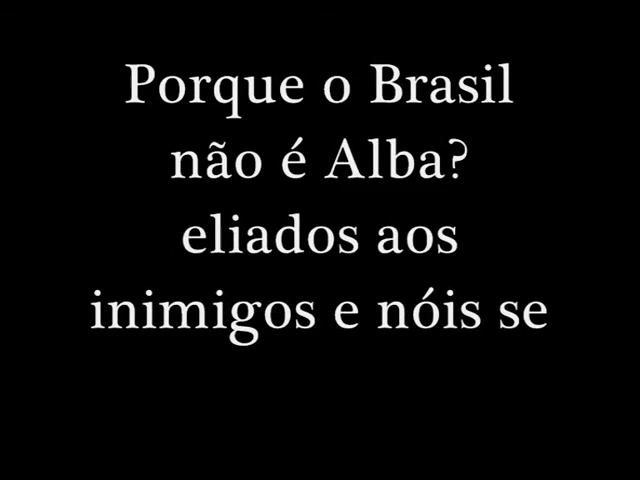 Porque o Brasil
não é Alba?
eliados aos
inimigos e nóis se